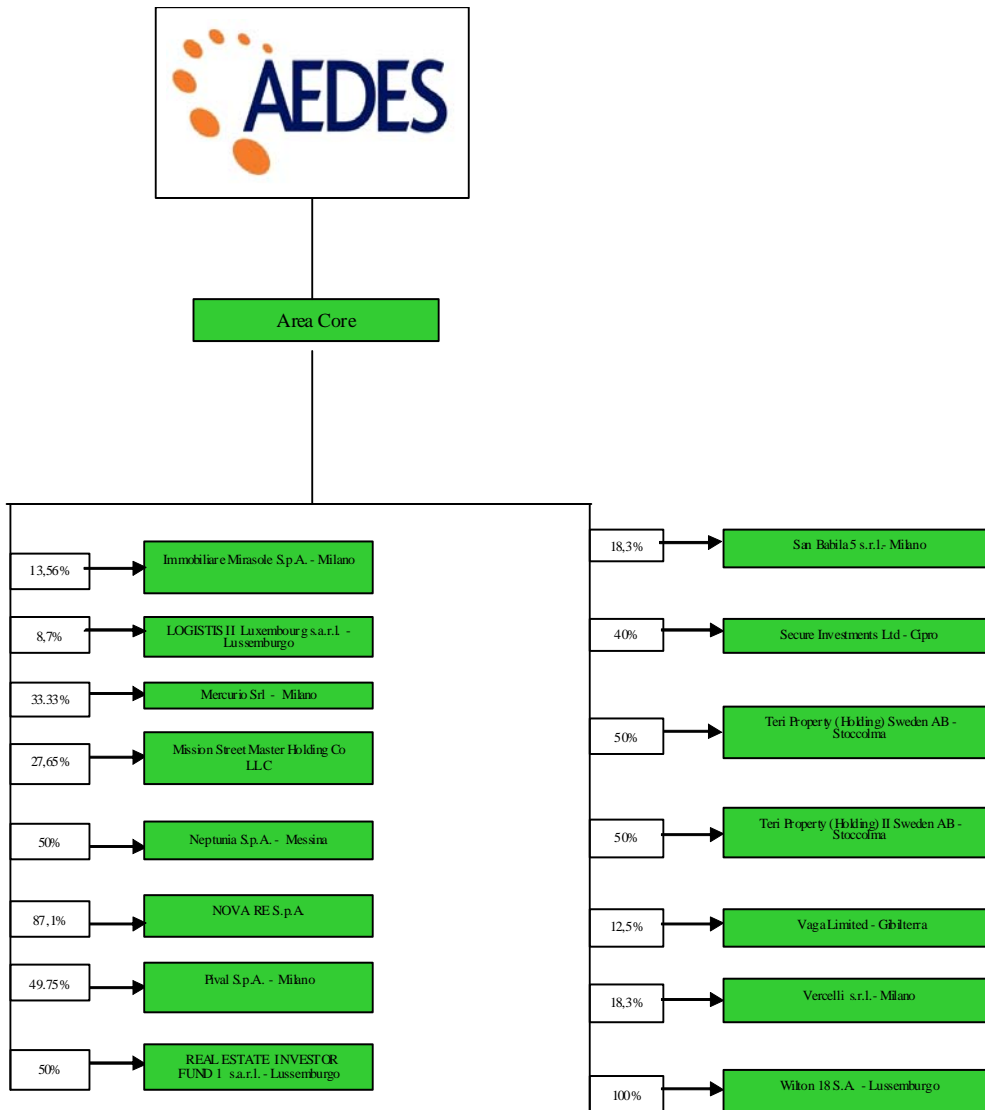 AEDES
Area Core
13,56%
Immobiliare Mirasole S.p.A. - Milano
8,7%
LOGISTIS II Luxembourg s.a.r.l. -
Lussemburgo
33.33%
Mercurio Srl - Milano
27,65%
Mission Street Master Holding Co
LLC
50%
Neptunia S.p.A. - Messina
87,1%
NOVA RE S.p.A.
49.75%
Pival S.p.A. - Milano
50%
REAL ESTATE INVESTOR
FUND 1 s.a.r.l. - Lussemburgo
18,3%
San Babila 5 s.r.l.- Milano
40%
Secure Investments Ltd - Cipro
50%
Teri Property (Holding) Sweden AB -
Stoccolma
50%
Teri Property (Holding) II Sweden AB -
Stoccolma
12,5%
Vaga Limited - Gibilterra
18,3%
Vercelli s.r.l.- Milano
100%
Wilton 18 S.A. - Lussemburgo